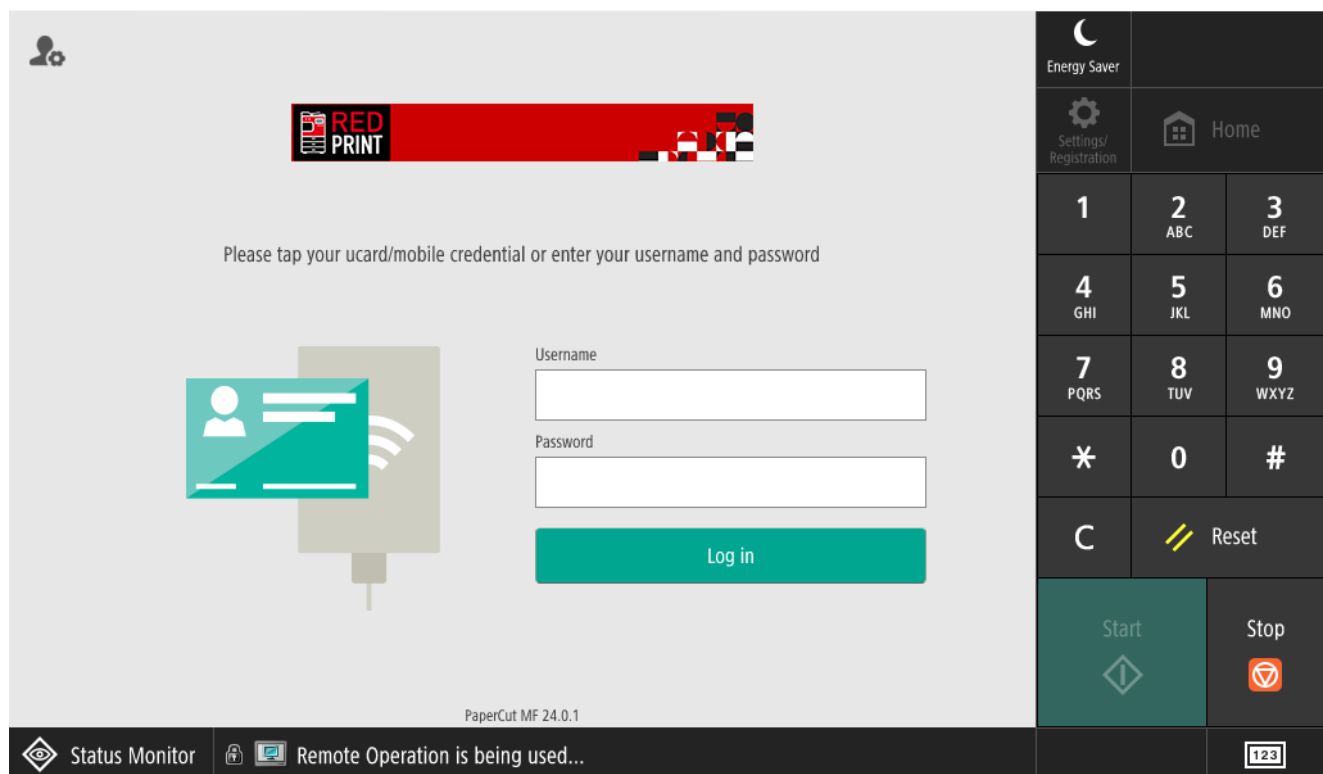 RED
PRINT
Please tap your ucard/mobile credential or enter your username and password
Username
Password
Log in
PaperCut MF 24.0.1
Status Monitor
Remote Operation is being used...
Energy Saver
Settings/
Registration
Home
1
2
ABC
3
DEF
4
GHI
5
JKL
6
MNO
7
PQRS
8
TUV
9
WXYZ
*
0
#
C
Reset
Start
Stop
123